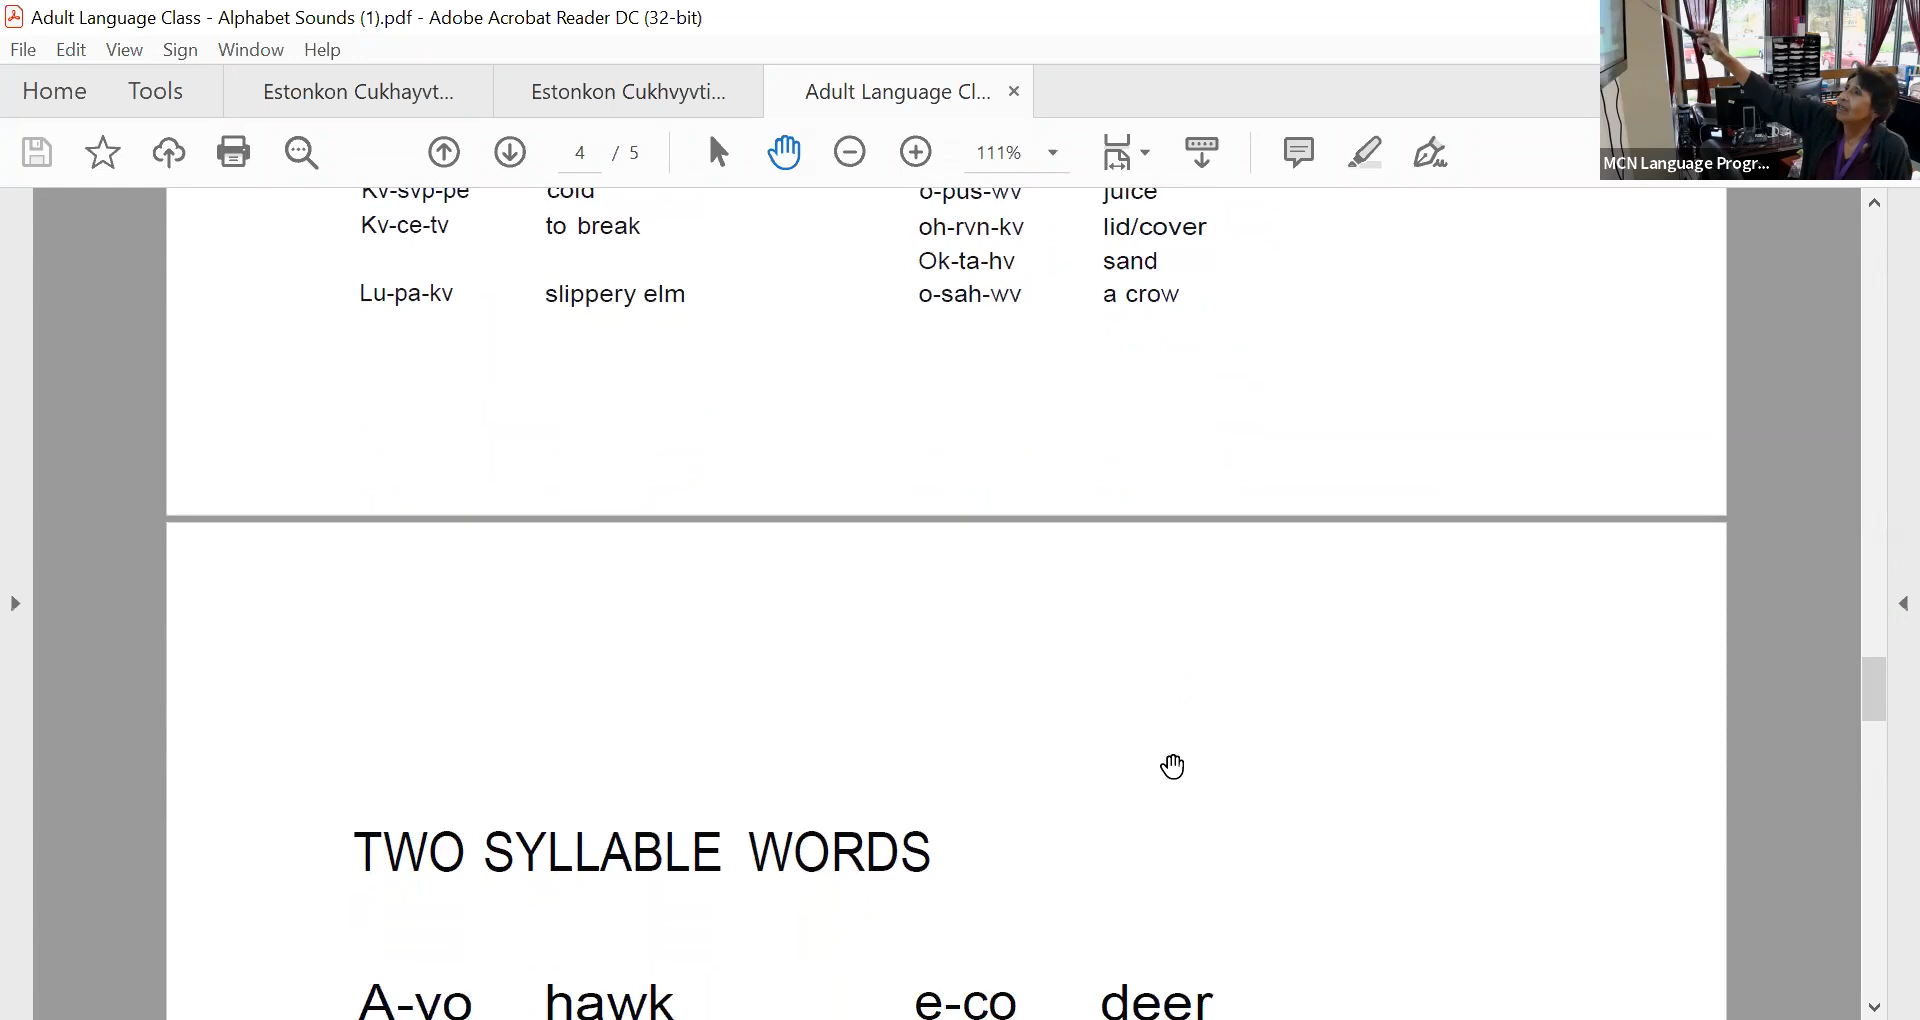 Adult Language Class - Alphabet Sounds (1).pdf - Adobe Acrobat Reader DC (32-bit)
File Edit View Sign Window Help
Home Tools Estonkon Cukhayvt... Estonkon Cukhvyvti... Adult Language Cl... ×
4 / 5 111%
MCN Language Progr...
Kv-svp-pe cold o-pus-wv juice
Kv-ce-tv to break oh-rvn-kv lid/cover
Ok-ta-hv sand
Lu-pa-kv slippery elm o-sah-wv a crow
TWO SYLLABLE WORDS
A-yo hawk e-co deer